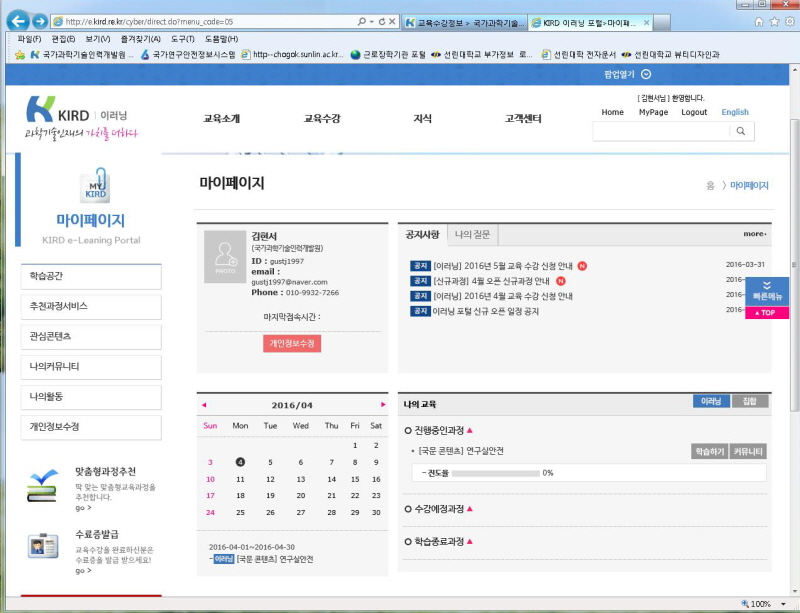 http://e.kird.re.kr/cyber/direct.do?menu_code=05
교육수강정보 > 국가과학기술...
KIRD 이러닝 포털>마이페...
파일(F) 편집(E) 보기(V) 즐겨찾기(A) 도구(T) 도움말(H)
국가과학기술인력개발원 ... 국가연구안전정보시스템 http--chogok.sunlin.ac.kr... 근로장학기관 포털 선린대학교 부가정보 로... 선린대학 전자문서 선린대학교 뷰티디자인과
팝업열기
[ 김현서님 ] 환영합니다.
Home MyPage Logout English
KIRD | 이러닝
과학기술인재의 가치를 더하다
교육소개 교육수강 지식 고객센터
MY KIRD
마이페이지
KIRD e-Leaning Portal
학습공간
추천과정서비스
관심콘텐츠
나의커뮤니티
나의활동
개인정보수정
맞춤형과정추천
딱 맞는 맞춤형교육과정을
추천합니다.
go >
수료증발급
교육수강을 완료하신분은
수료증을 발급 받으세요!
go >
마이페이지
홈 〉 마이페이지
PHOTO
김현서
(국가과학기술인력개발원)
ID : gustj1997
email :
gustj1997@naver.com
Phone : 010-9932-7266
마지막접속시간 :
개인정보수정
공지사항 나의 질문 more
공지 [이러닝] 2016년 5월 교육 수강 신청 안내 N 2016-03-31
공지 [신규과정] 4월 오픈 신규과정 안내 N 2016-
공지 [이러닝] 2016년 4월 교육 수강 신청 안내 2016-
공지 이러닝 포털 신규 오픈 일정 공지 2016-
빠른메뉴
▲ TOP
◀ 2016/04 ▶
Sun Mon Tue Wed Thu Fri Sat
1 2
3 4 5 6 7 8 9
10 11 12 13 14 15 16
17 18 19 20 21 22 23
24 25 26 27 28 29 30
2016-04-01~2016-04-30
- 이러닝 [국문 콘텐츠] 연구실안전
나의 교육 이러닝 집합
진행중인과정 ▲
• [국문 콘텐츠] 연구실안전 학습하기 커뮤니티
- 진도율 0%
수강예정과정 ▲
학습종료과정 ▲
100%